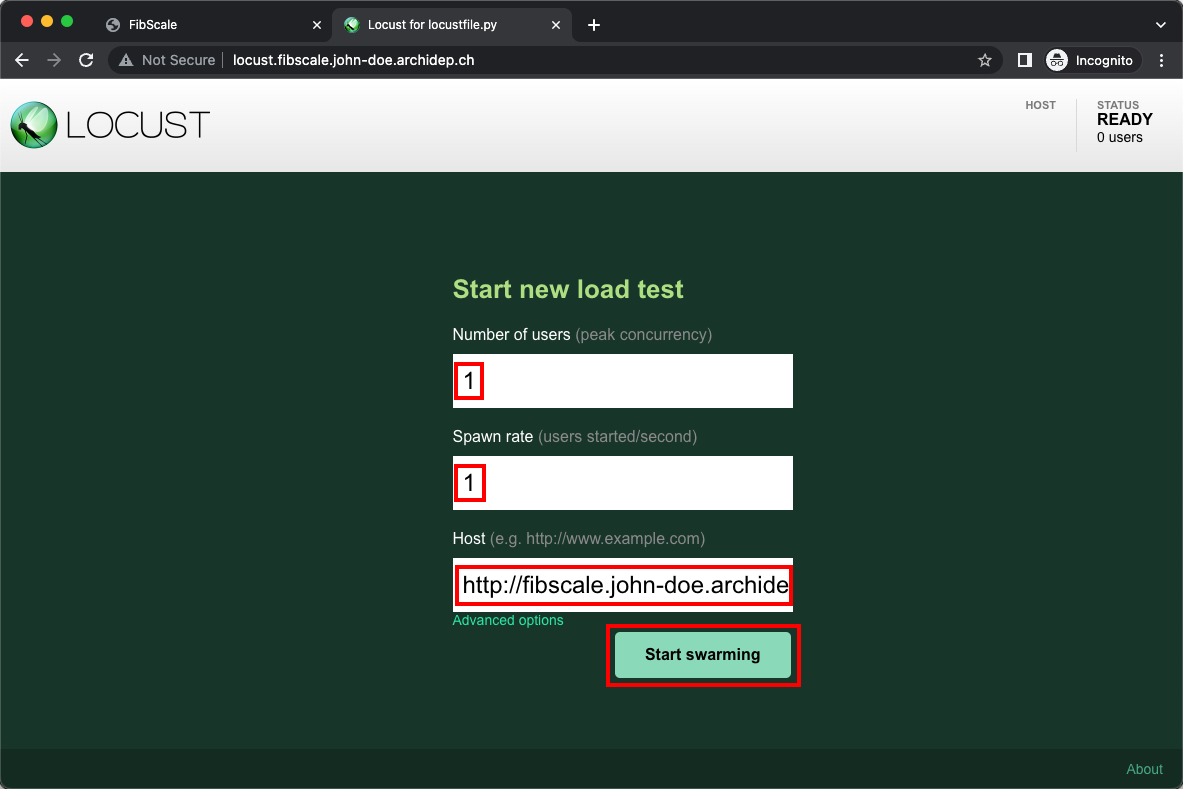 FibScale
Locust for locustfile.py
Not Secure
locust.fibscale.john-doe.archidep.ch
Incognito
LOCUST
HOST
STATUS
READY
0 users
Start new load test
Number of users (peak concurrency)
1
Spawn rate (users started/second)
1
Host (e.g. http://www.example.com)
http://fibscale.john-doe.archide
Advanced options
Start swarming
About